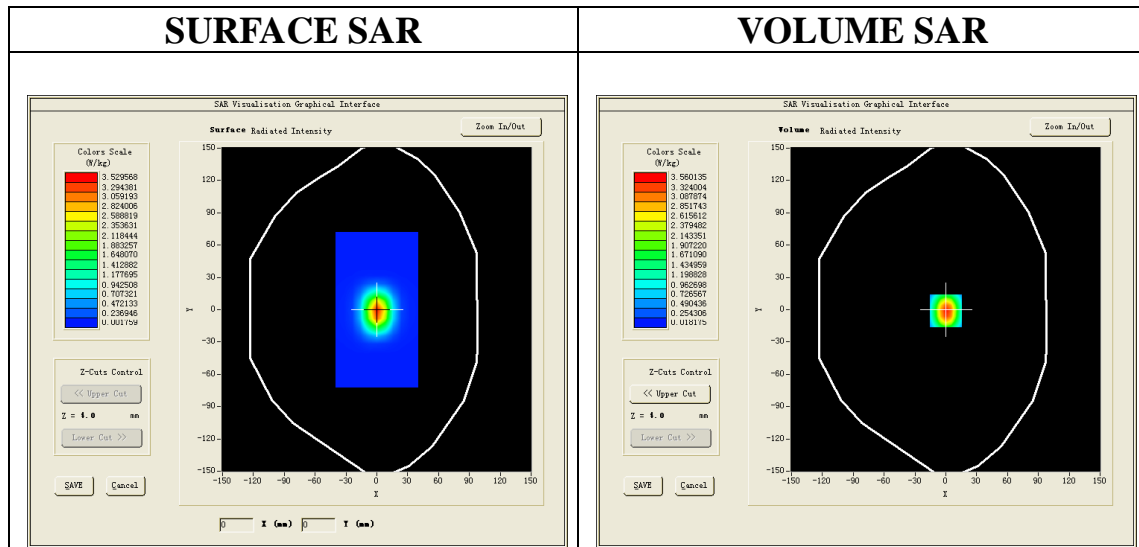 SURFACE SAR
VOLUME SAR
SAR Visualisation Graphical Interface
Surface Radiated Intensity
Zoom In/Out
Colors Scale
(W/kg)
3.529568
3.294381
3.059193
2.824006
2.588819
2.353631
2.118444
1.883257
1.648070
1.412882
1.177695
0.942508
0.707321
0.472133
0.236946
0.001759
Z-Cuts Control
<< Upper Cut
Z = 4.0 mm
Lower Cut >>
SAVE Cancel
150
120
90
60
30
0
-30
-60
-90
-120
-150
Y
-150 -120 -90 -60 -30 0 30 60 90 120 150
X
0 X (mm) 0 Y (mm)
SAR Visualisation Graphical Interface
Volume Radiated Intensity
Zoom In/Out
Colors Scale
(W/kg)
3.560135
3.324004
3.087874
2.851743
2.615612
2.379482
2.143351
1.907220
1.671090
1.434959
1.198828
0.962698
0.726567
0.490436
0.254306
0.018175
Z-Cuts Control
<< Upper Cut
Z = 4.0 mm
Lower Cut >>
SAVE Cancel
150
120
90
60
30
0
-30
-60
-90
-120
-150
Y
-150 -120 -90 -60 -30 0 30 60 90 120 150
X